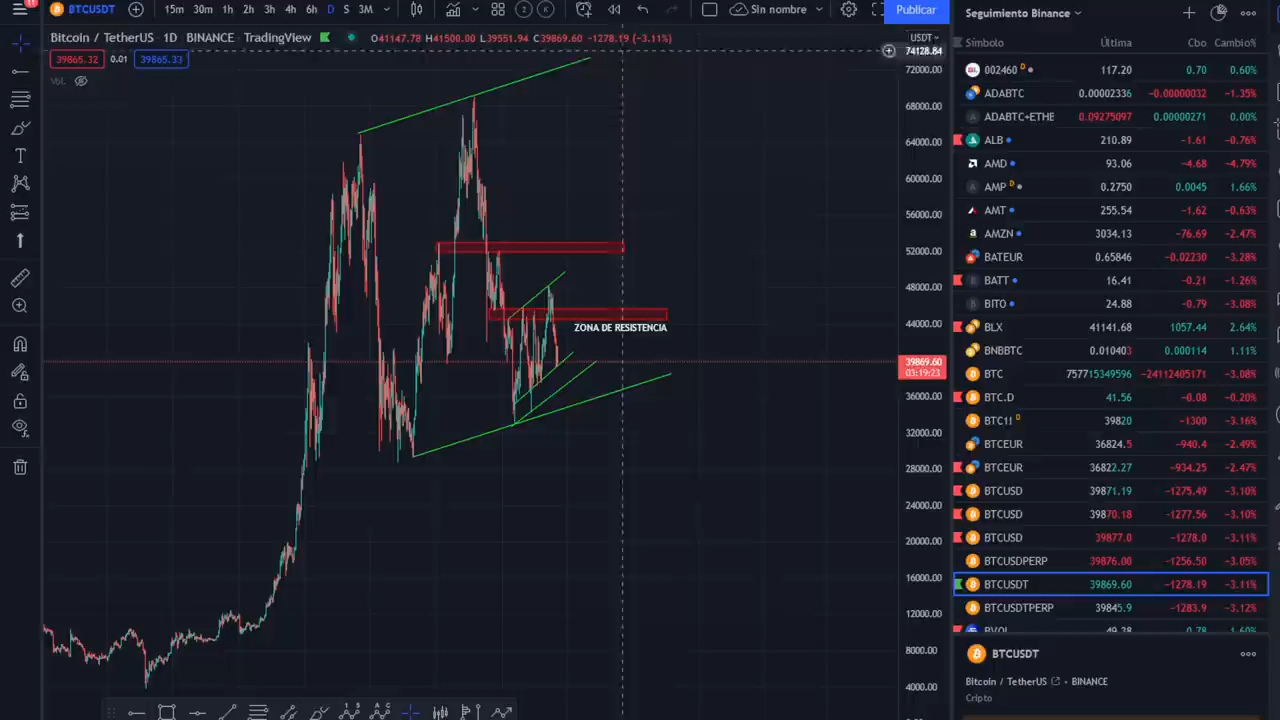 11
BTCUSDT 15m 30m 1h 2h 3h 4h 6h D S 3M 2 K Sin nombre Publicar
Bitcoin / TetherUS · 1D BINANCE · TradingView O41147.78 H41500.00 L39551.94 C39869.60 −1278.19 (−3.11%)
39865.32 0.01 39865.33
Vol.
USDT
74128.84
72000.00
68000.00
64000.00
60000.00
56000.00
52000.00
48000.00
44000.00
39869.60
03:19:23
36000.00
32000.00
28000.00
24000.00
20000.00
16000.00
12000.00
8000.00
4000.00
ZONA DE RESISTENCIA
Seguimiento Binance
Símbolo Última Cbo Cambio%
002460 D 117.20 0.70 0.60%
ADABTC 0.00002336 −0.00000032 −1.35%
ADABTC+ETHE 0.09275097 0.00000271 0.00%
ALB 210.89 −1.61 −0.76%
AMD 93.06 −4.68 −4.79%
AMP D 0.2750 0.0045 1.66%
AMT 255.54 −1.62 −0.63%
AMZN 3034.13 −76.69 −2.47%
BATEUR 0.65846 −0.02230 −3.28%
BATT 16.41 −0.21 −1.26%
BITO 24.88 −0.79 −3.08%
BLX 41141.68 1057.44 2.64%
BNBBTC 0.010403 0.000114 1.11%
BTC 757715349596 −24112405171 −3.08%
BTC.D 41.56 −0.08 −0.20%
BTC1! D 39820 −1300 −3.16%
BTCEUR 36824.5 −940.4 −2.49%
BTCEUR 36822.27 −934.25 −2.47%
BTCUSD 39871.19 −1275.49 −3.10%
BTCUSD 39870.18 −1277.56 −3.10%
BTCUSD 39877.0 −1278.0 −3.11%
BTCUSDPERP 39876.00 −1256.50 −3.05%
BTCUSDT 39869.60 −1278.19 −3.11%
BTCUSDTPERP 39845.9 −1283.9 −3.12%
BVOL 49.38 0.78 1.60%
BTCUSDT
Bitcoin / TetherUS • BINANCE
Cripto